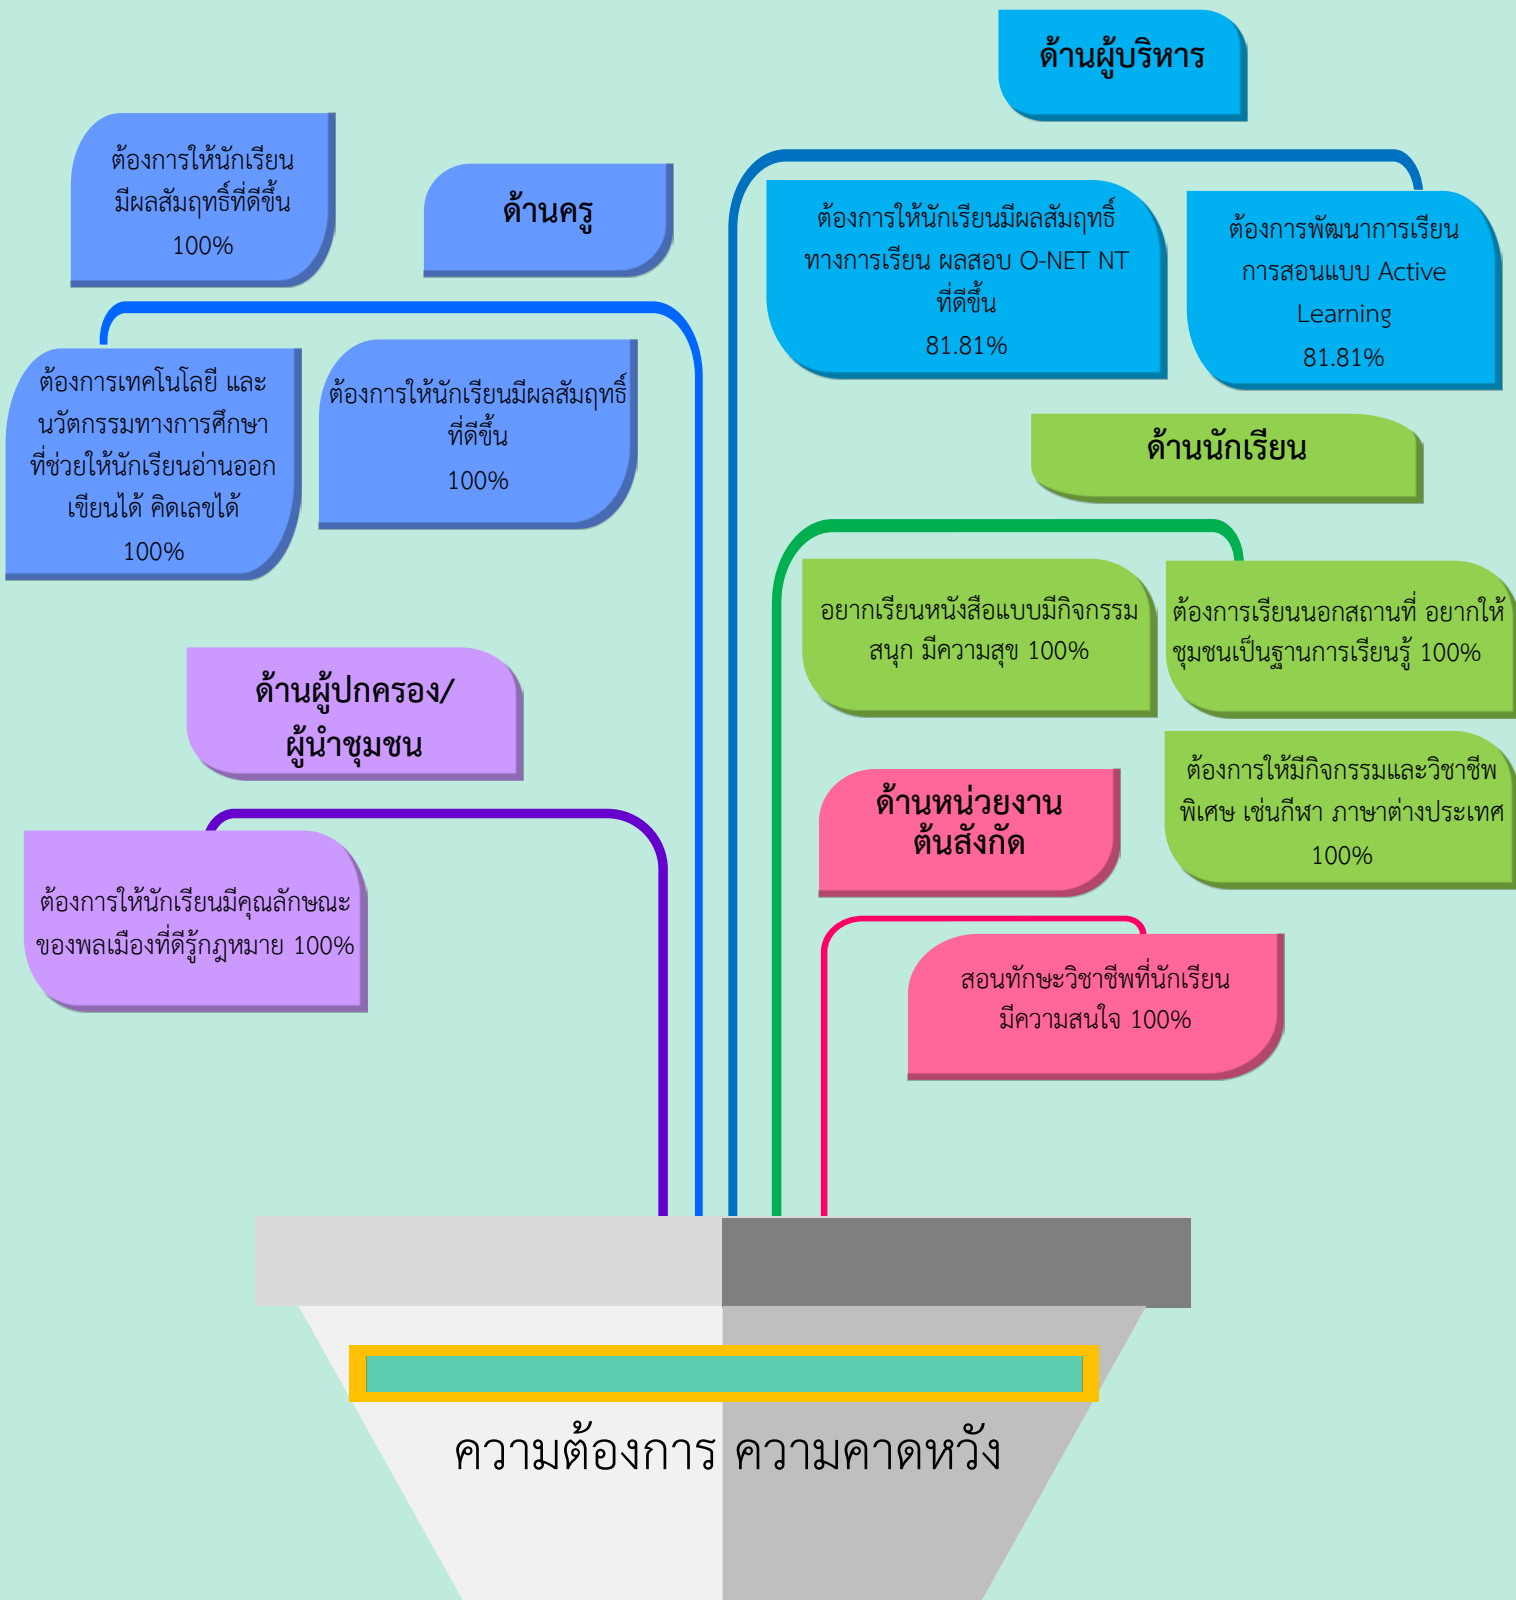 ด้านผู้บริหาร
ต้องการให้นักเรียนมีผลสัมฤทธิ์
ทางการเรียน ผลสอบ O-NET NT
ที่ดีขึ้น
81.81%
ต้องการพัฒนาการเรียน
การสอนแบบ Active
Learning
81.81%
ด้านครู
ต้องการให้นักเรียน
มีผลสัมฤทธิ์ที่ดีขึ้น
100%
ต้องการเทคโนโลยี และ
นวัตกรรมทางการศึกษา
ที่ช่วยให้นักเรียนอ่านออก
เขียนได้ คิดเลขได้
100%
ต้องการให้นักเรียนมีผลสัมฤทธิ์
ที่ดีขึ้น
100%
ด้านนักเรียน
อยากเรียนหนังสือแบบมีกิจกรรม
สนุก มีความสุข 100%
ต้องการเรียนนอกสถานที่ อยากให้
ชุมชนเป็นฐานการเรียนรู้ 100%
ต้องการให้มีกิจกรรมและวิชาชีพ
พิเศษ เช่นกีฬา ภาษาต่างประเทศ
100%
ด้านผู้ปกครอง/
ผู้นำชุมชน
ต้องการให้นักเรียนมีคุณลักษณะ
ของพลเมืองที่ดีรู้กฎหมาย 100%
ด้านหน่วยงาน
ต้นสังกัด
สอนทักษะวิชาชีพที่นักเรียน
มีความสนใจ 100%
ความต้องการ ความคาดหวัง